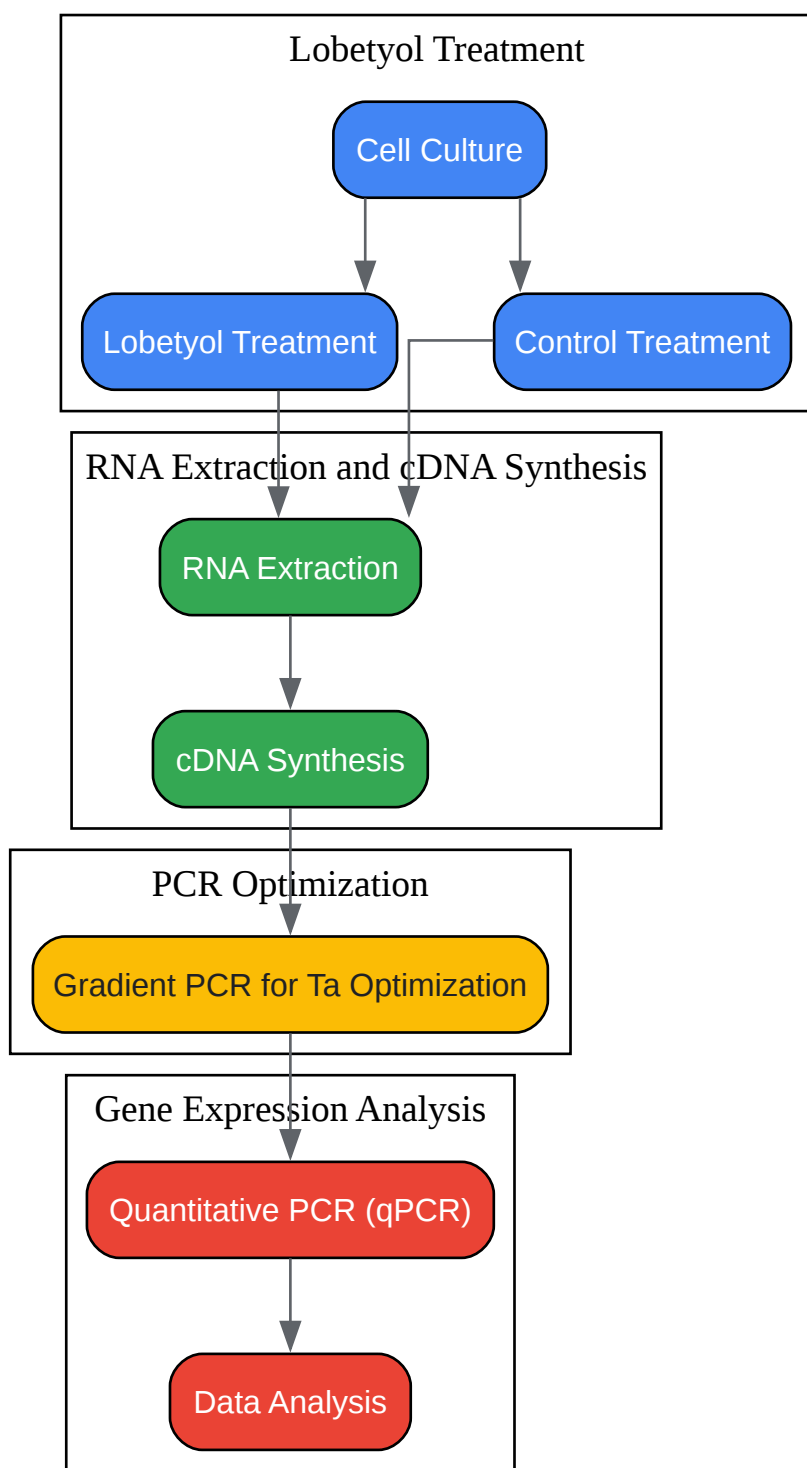 Lobetyol Treatment
Cell Culture
Lobetyol Treatment
Control Treatment
RNA Extraction and cDNA Synthesis
RNA Extraction
cDNA Synthesis
PCR Optimization
Gradient PCR for Ta Optimization
Gene Expression Analysis
Quantitative PCR (qPCR)
Data Analysis